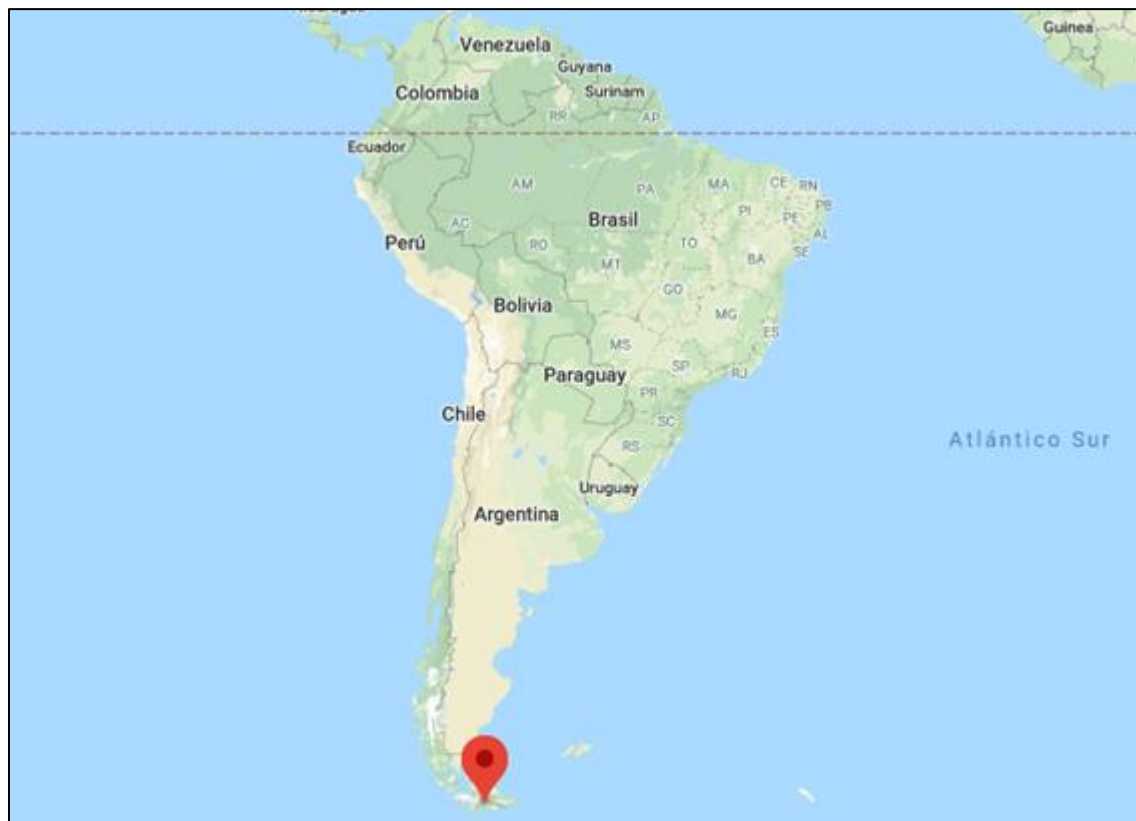 Nicaragua
Guinea
Venezuela
Guyana
Colombia
Surinam
RR
AP
Ecuador
AM
PA
MA
CE
RN
PB
PI
PE
AC
Brasil
AL
Perú
RO
TO
SE
MT
BA
GO
Bolivia
MG
ES
MS
SP
Paraguay
RJ
PR
Chile
SC
Atlántico Sur
RS
Uruguay
Argentina